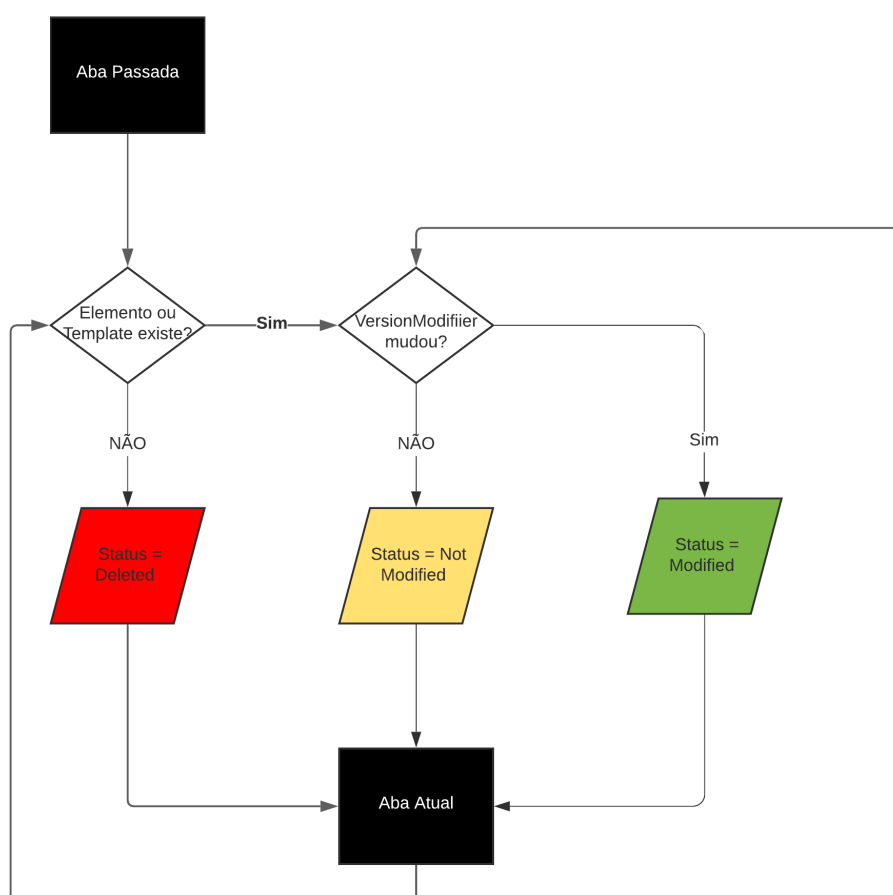 Aba Passada
Elemento ou
Template existe?
Sim
VersionModifiier
mudou?
NÃO
NÃO
Sim
Status =
Deleted
Status = Not
Modified
Status =
Modified
Aba Atual